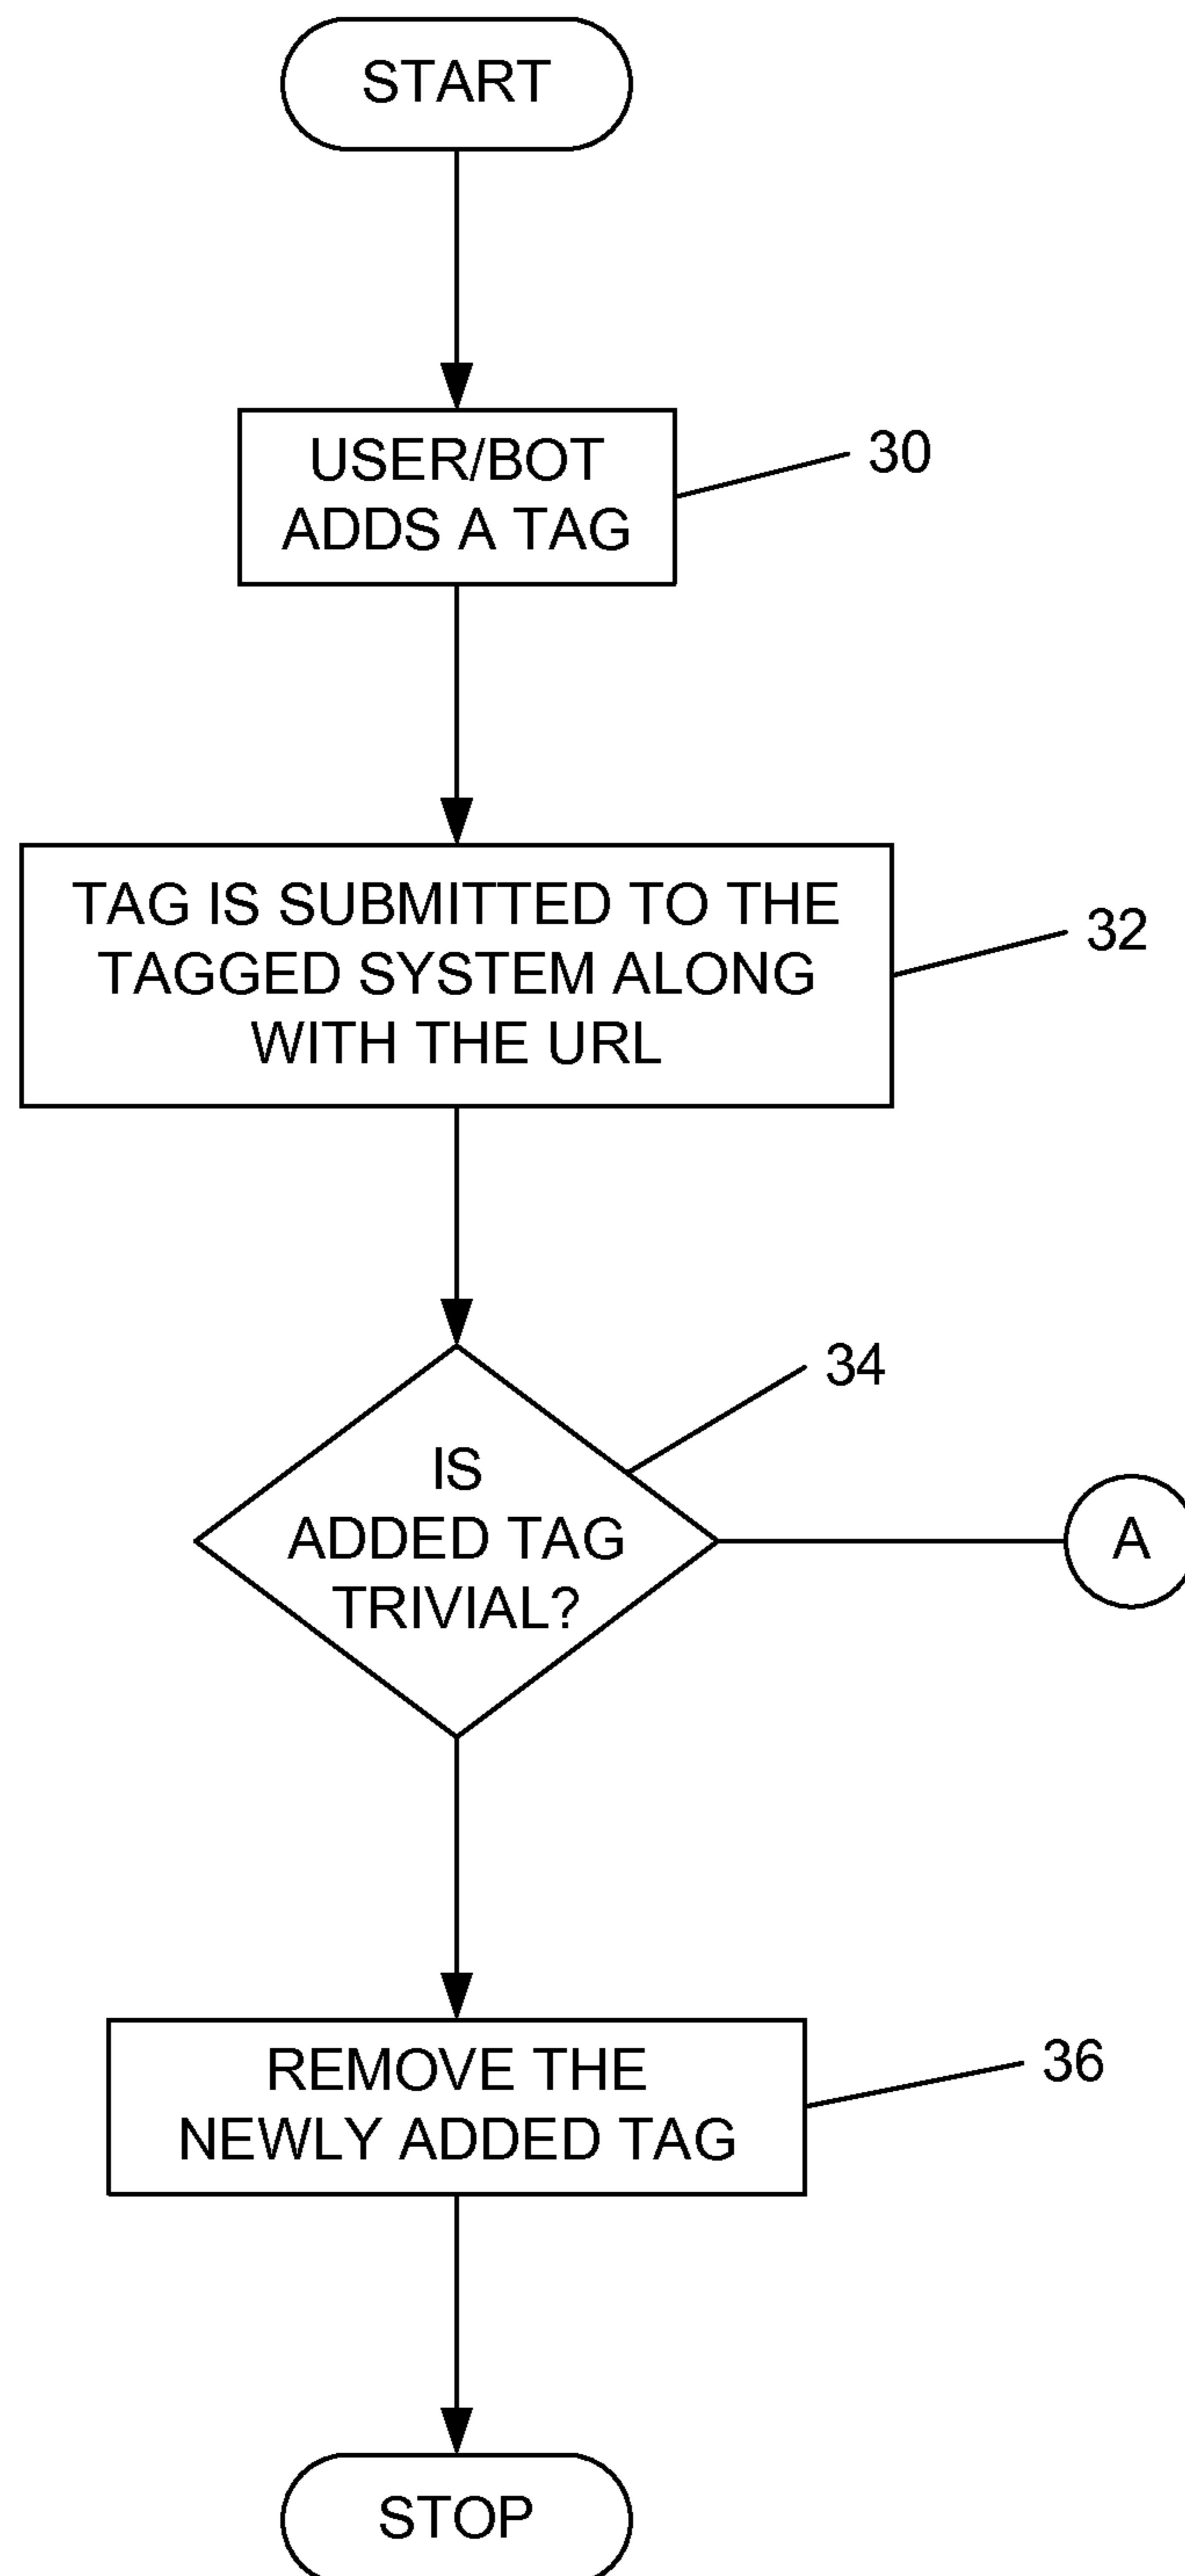 START
USER/BOT
ADDS A TAG
30
TAG IS SUBMITTED TO THE
TAGGED SYSTEM ALONG
WITH THE URL
32
34
IS
ADDED TAG
TRIVIAL?
A
REMOVE THE
NEWLY ADDED TAG
36
STOP